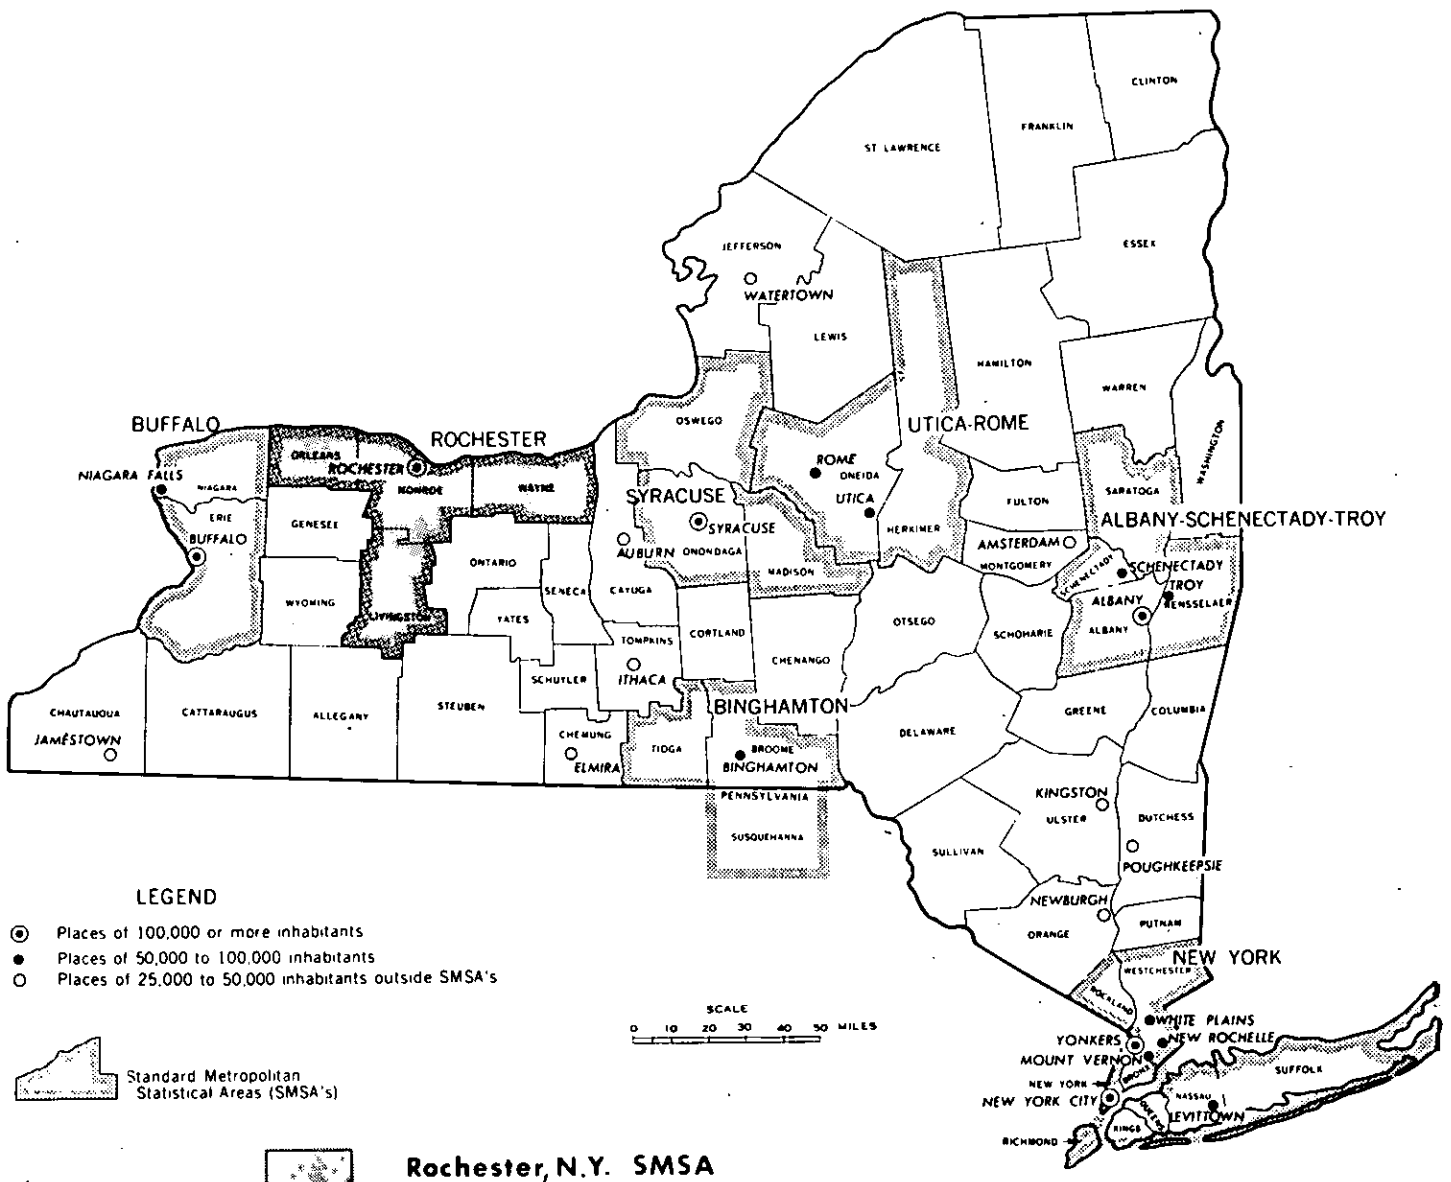 CLINTON
FRANKLIN
ST LAWRENCE
ESSEX
JEFFERSON
WATERTOWN
LEWIS
HAMILTON
WARREN
WASHINGTON
BUFFALO
ROCHESTER
OSWEGO
UTICA-ROME
ORLEANS
ROCHESTER
NIAGARA FALLS
NIAGARA
MONROE
WAYNE
ROME
ONEIDA
SARATOGA
SYRACUSE
UTICA
FULTON
ERIE
GENESEE
SYRACUSE
HERKIMER
ALBANY-SCHENECTADY-TROY
BUFFALO
AUBURN
ONONDAGA
AMSTERDAM
ONTARIO
MADISON
MONTGOMERY
SCHENECTADY
SCHENECTADY
TROY
WYOMING
SENECA
CAYUGA
ALBANY
RENSSELAER
LIVINGSTON
YATES
CORTLAND
OTSEGO
SCHOHARIE
ALBANY
TOMPKINS
CHENANGO
ITHACA
SCHUYLER
CHAUTAUQUA
CATTARAUGUS
ALLEGANY
STEUBEN
BINGHAMTON
GREENE
COLUMBIA
JAMESTOWN
CHEMUNG
ELMIRA
TIOGA
BROOME
BINGHAMTON
DELAWARE
PENNSYLVANIA
KINGSTON
ULSTER
DUTCHESS
SUSQUEHANNA
SULLIVAN
POUGHKEEPSIE
LEGEND
NEWBURGH
Places of 100,000 or more inhabitants
ORANGE
PUTNAM
Places of 50,000 to 100,000 inhabitants
NEW YORK
WESTCHESTER
Places of 25,000 to 50,000 inhabitants outside SMSA's
ROCKLAND
SCALE
0 10 20 30 40 50 MILES
WHITE PLAINS
YONKERS
NEW ROCHELLE
MOUNT VERNON
BRONX
SUFFOLK
Standard Metropolitan
Statistical Areas (SMSA's)
NEW YORK
NEW YORK CITY
NASSAU
LEVITTOWN
QUEENS
KINGS
RICHMOND
Rochester, N.Y. SMSA